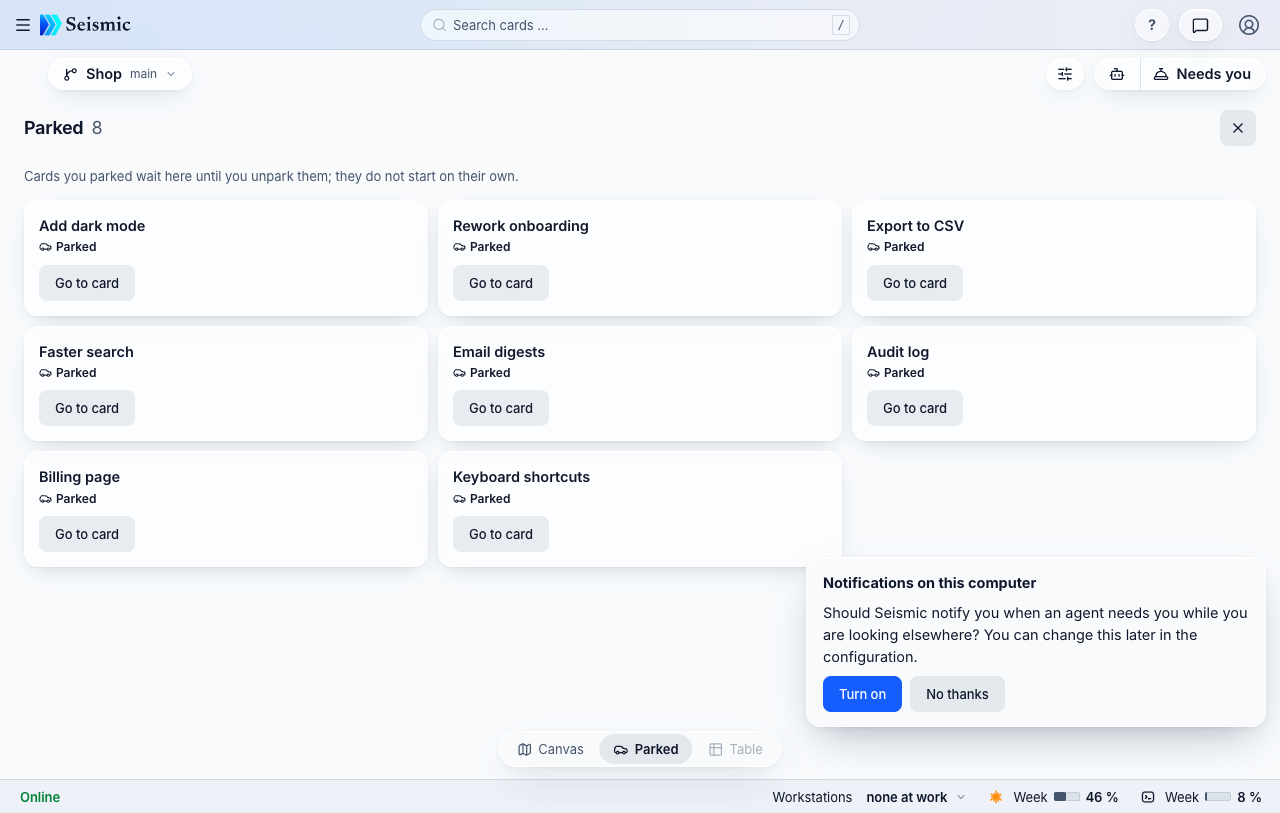 Seismic
Search cards ...
/
?
Shop main
Needs you
Parked 8
Cards you parked wait here until you unpark them; they do not start on their own.
Add dark mode
Parked
Go to card
Rework onboarding
Parked
Go to card
Export to CSV
Parked
Go to card
Faster search
Parked
Go to card
Email digests
Parked
Go to card
Audit log
Parked
Go to card
Billing page
Parked
Go to card
Keyboard shortcuts
Parked
Go to card
Notifications on this computer
Should Seismic notify you when an agent needs you while you
are looking elsewhere? You can change this later in the
configuration.
Turn on
No thanks
Canvas
Parked
Table
Online
Workstations none at work
Week 46 %
Week 8 %